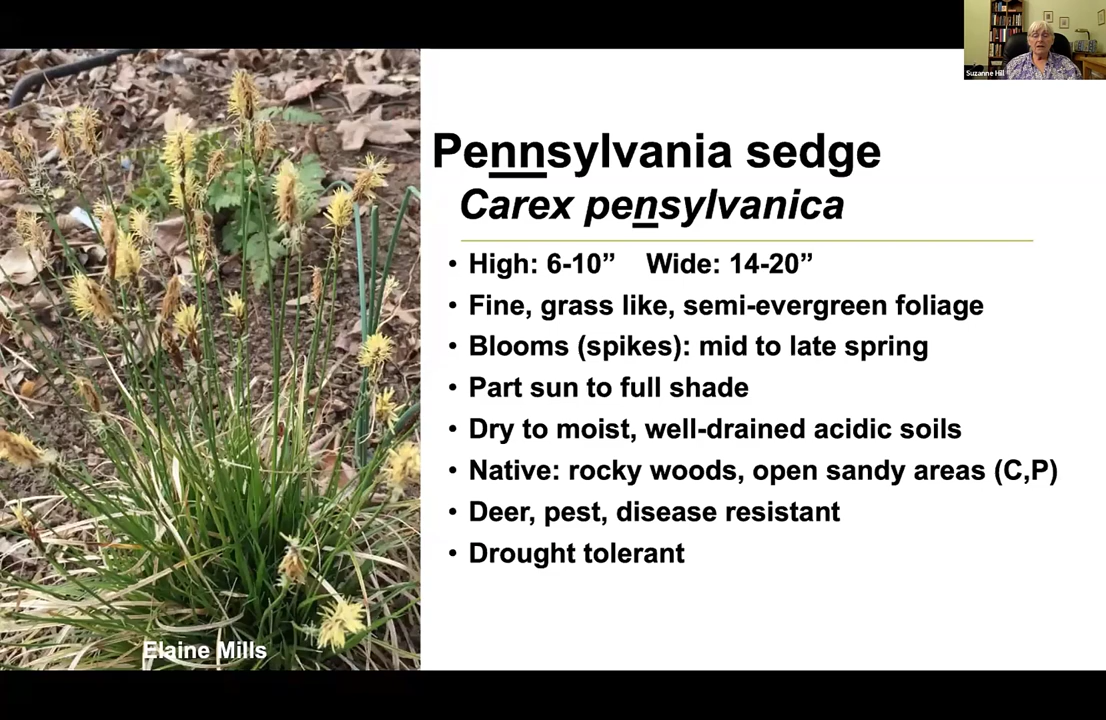 Suzanne Hill
Pennsylvania sedge
Carex pensylvanica
• High: 6-10” Wide: 14-20”
• Fine, grass like, semi-evergreen foliage
• Blooms (spikes): mid to late spring
• Part sun to full shade
• Dry to moist, well-drained acidic soils
• Native: rocky woods, open sandy areas (C,P)
• Deer, pest, disease resistant
• Drought tolerant
Elaine Mills